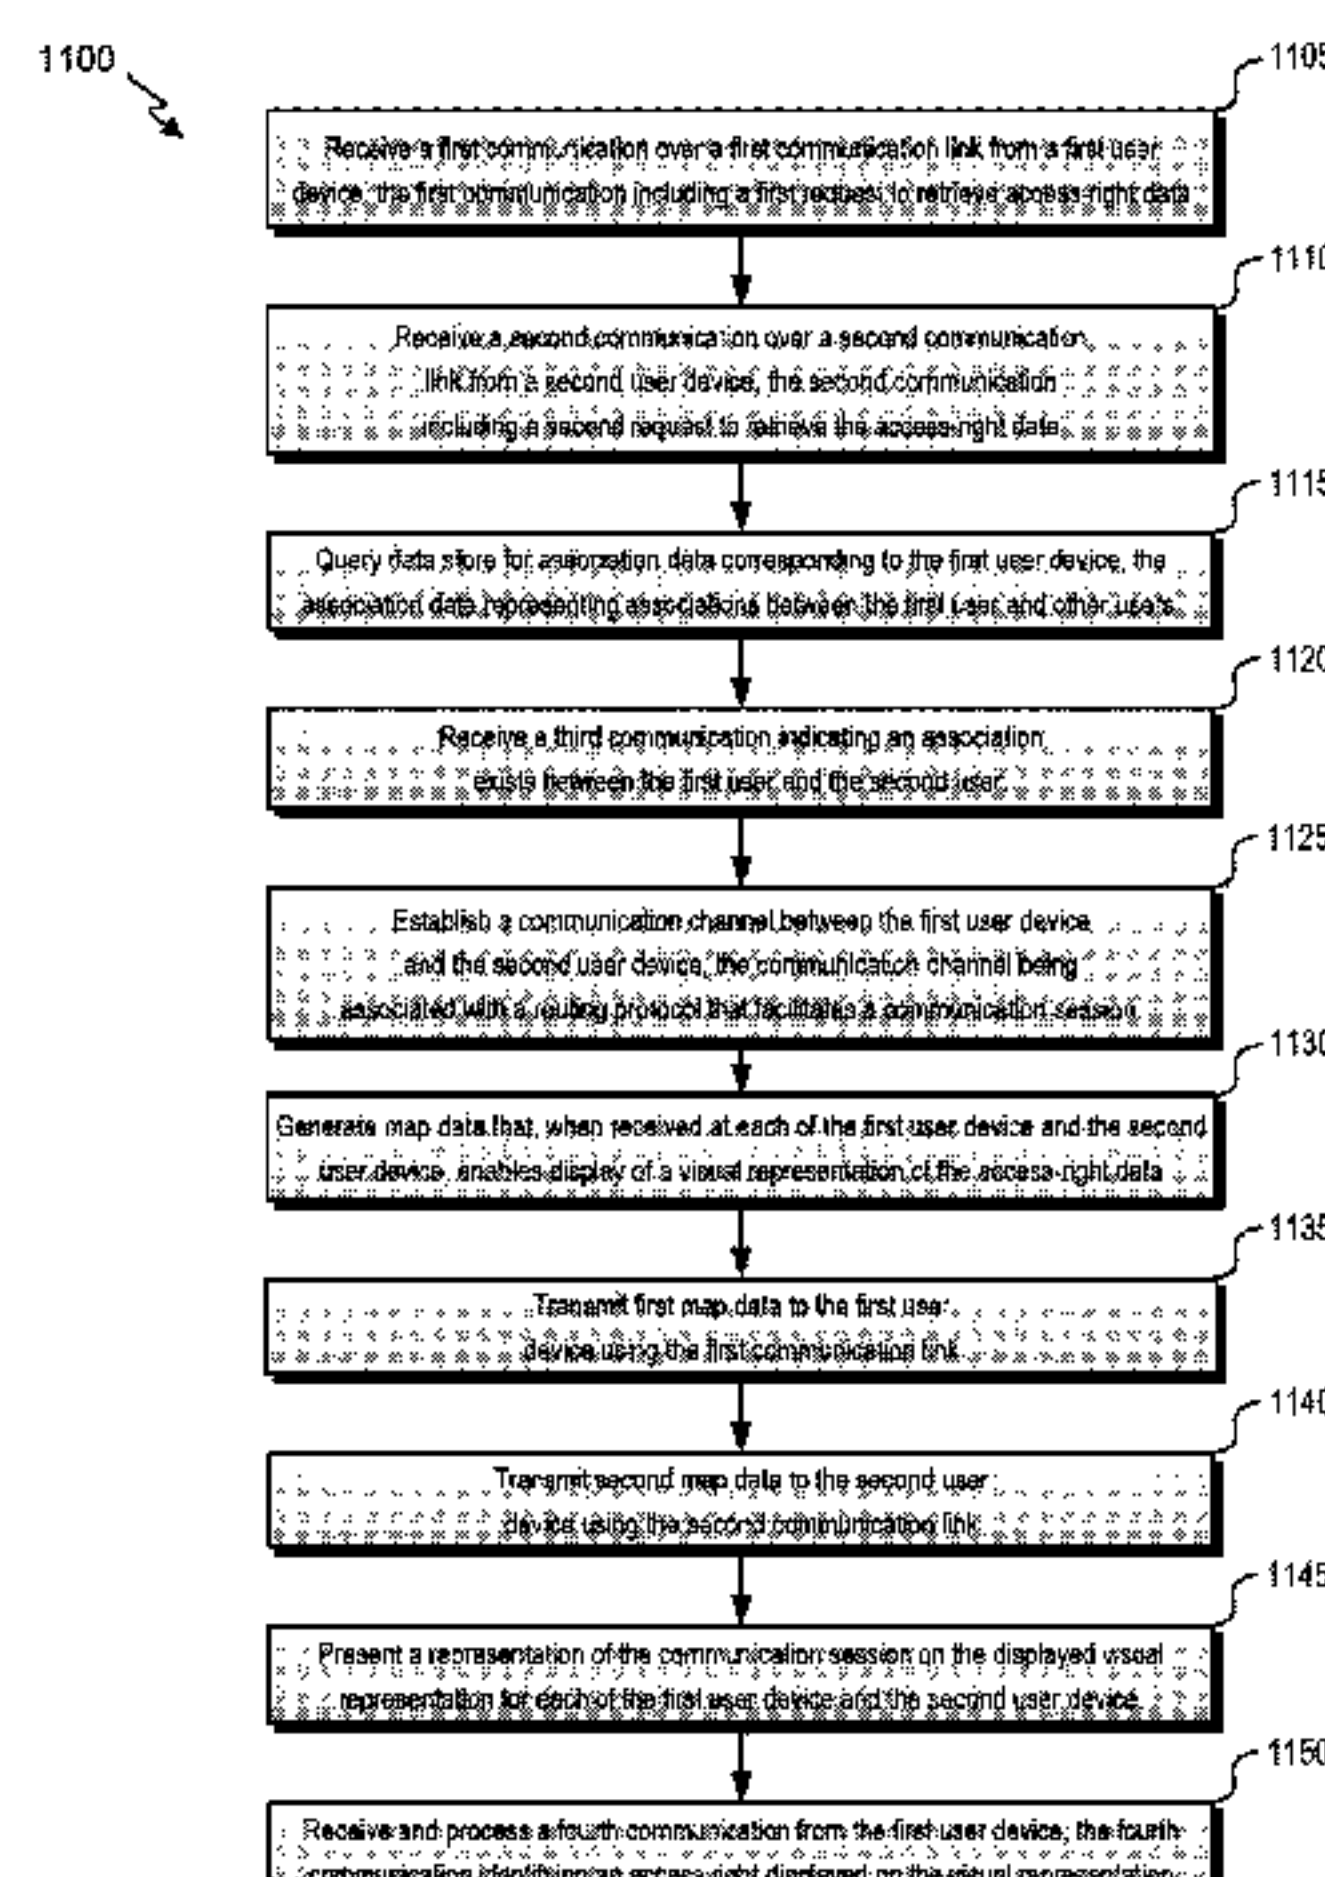 1100
1105
Receive a first communication over a first communication link from a first user
device, the first communication including a first request to retrieve access-right data
1110
Receive a second communication over a second communication
link from a second user device, the second communication
including a second request to retrieve the access-right data
1115
Query data store for association data corresponding to the first user device, the
association data representing associations between the first user and other users
1120
Receive a third communication indicating an association
exists between the first user and the second user
1125
Establish a communication channel between the first user device
and the second user device, the communication channel being
associated with a routing protocol that facilitates a communication session
1130
Generate map data that, when received at each of the first user device and the second
user device, enables display of a visual representation of the access-right data
1135
Transmit first map data to the first user
device using the first communication link
1140
Transmit second map data to the second user
device using the second communication link
1145
Present a representation of the communication session on the displayed visual
representation for each of the first user device and the second user device
1150
Receive and process a fourth communication from the first user device, the fourth
communication identifying an access right displayed on the visual representation